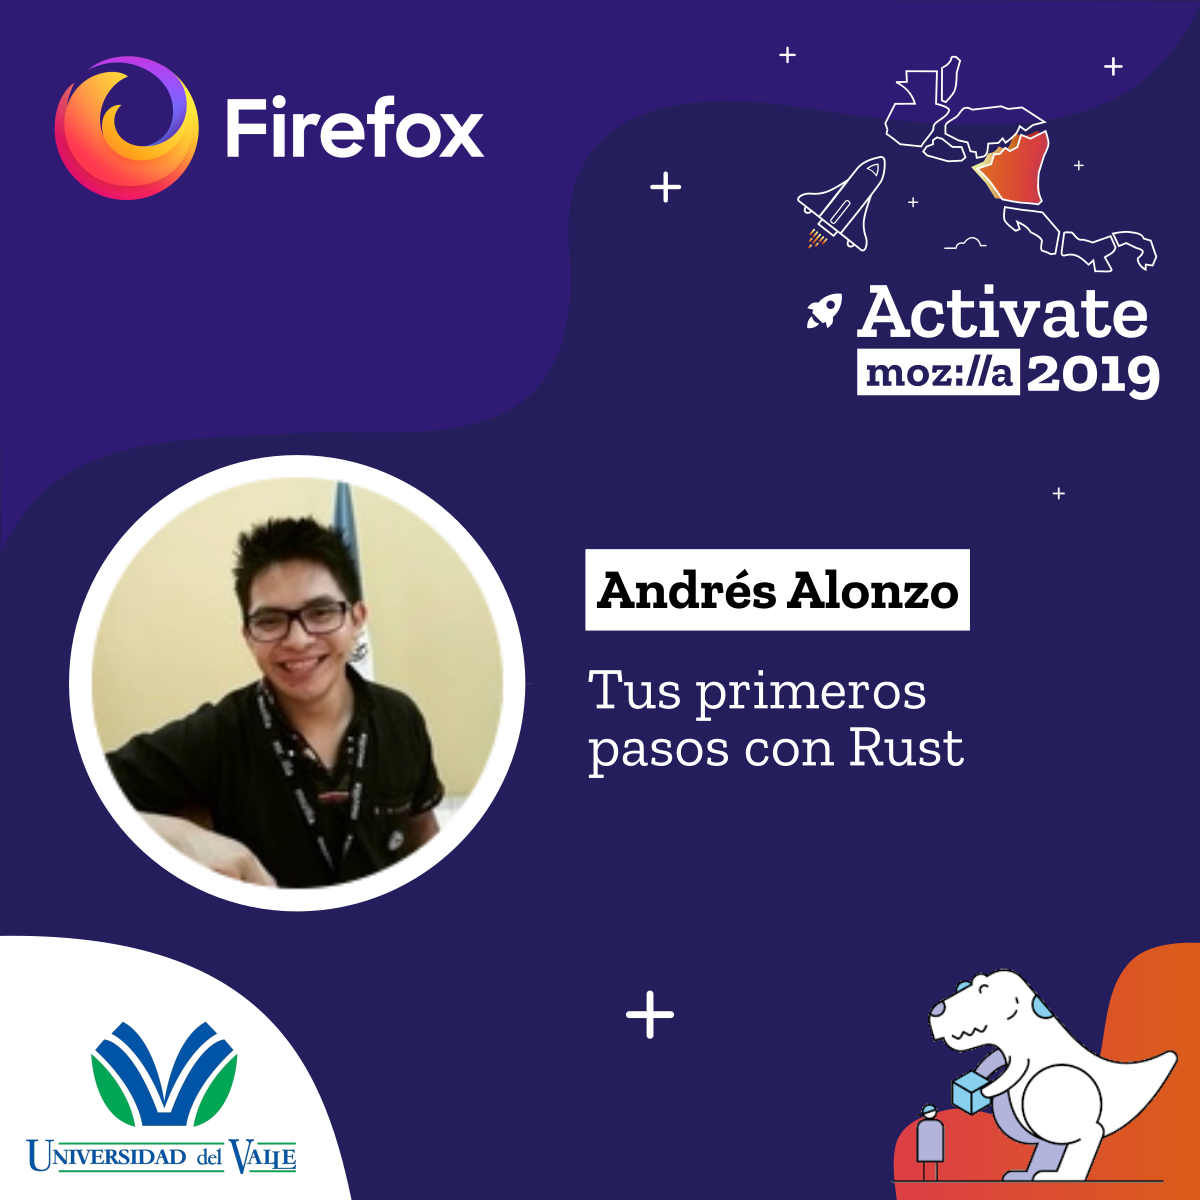 Firefox
Activate
moz://a 2019
Andrés Alonzo
Tus primeros
pasos con Rust
UNIVERSIDAD del VALLE